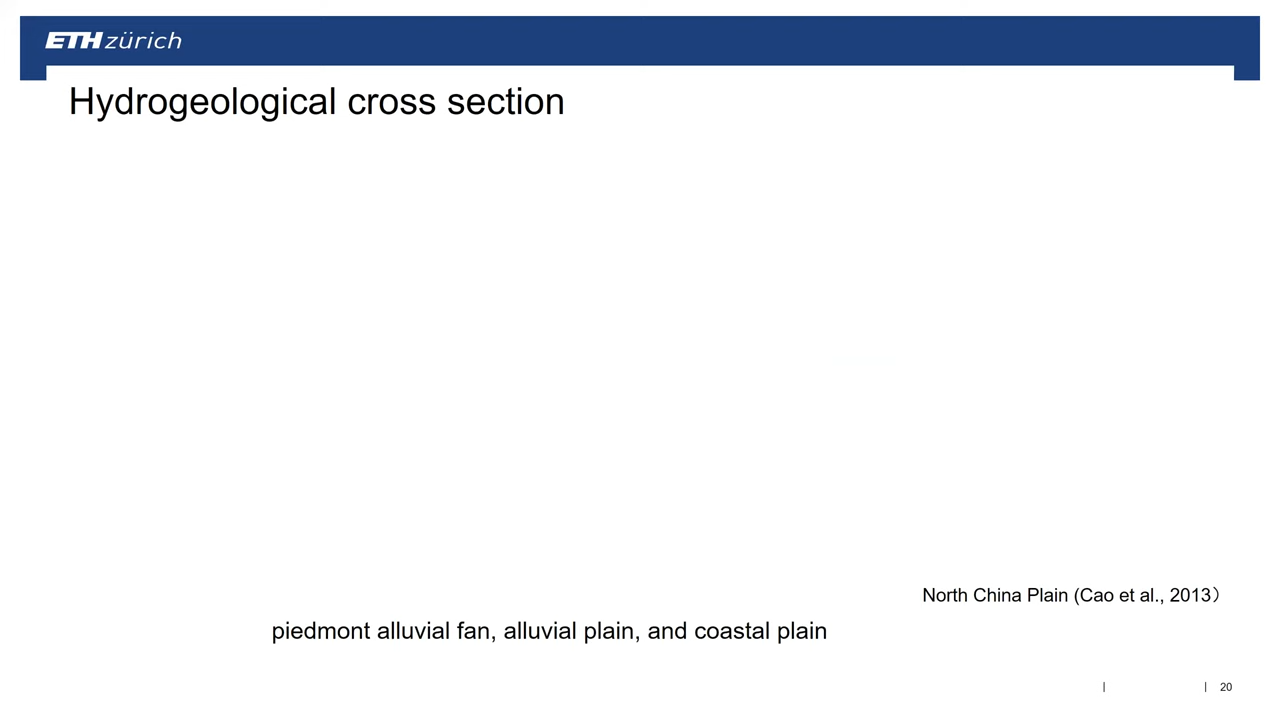 ETH zürich
Hydrogeological cross section
North China Plain (Cao et al., 2013）
piedmont alluvial fan, alluvial plain, and coastal plain
| | 20